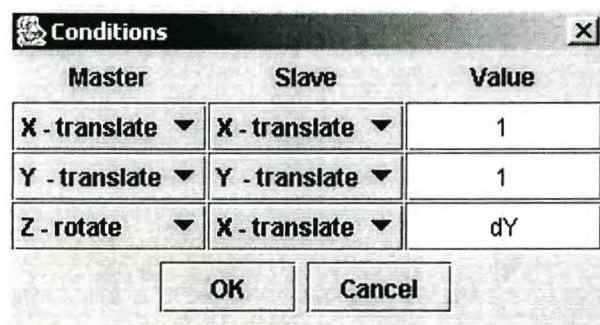 Conditions
Master Slave Value
X - translate X - translate 1
Y - translate Y - translate 1
Z - rotate X - translate dY
OK Cancel